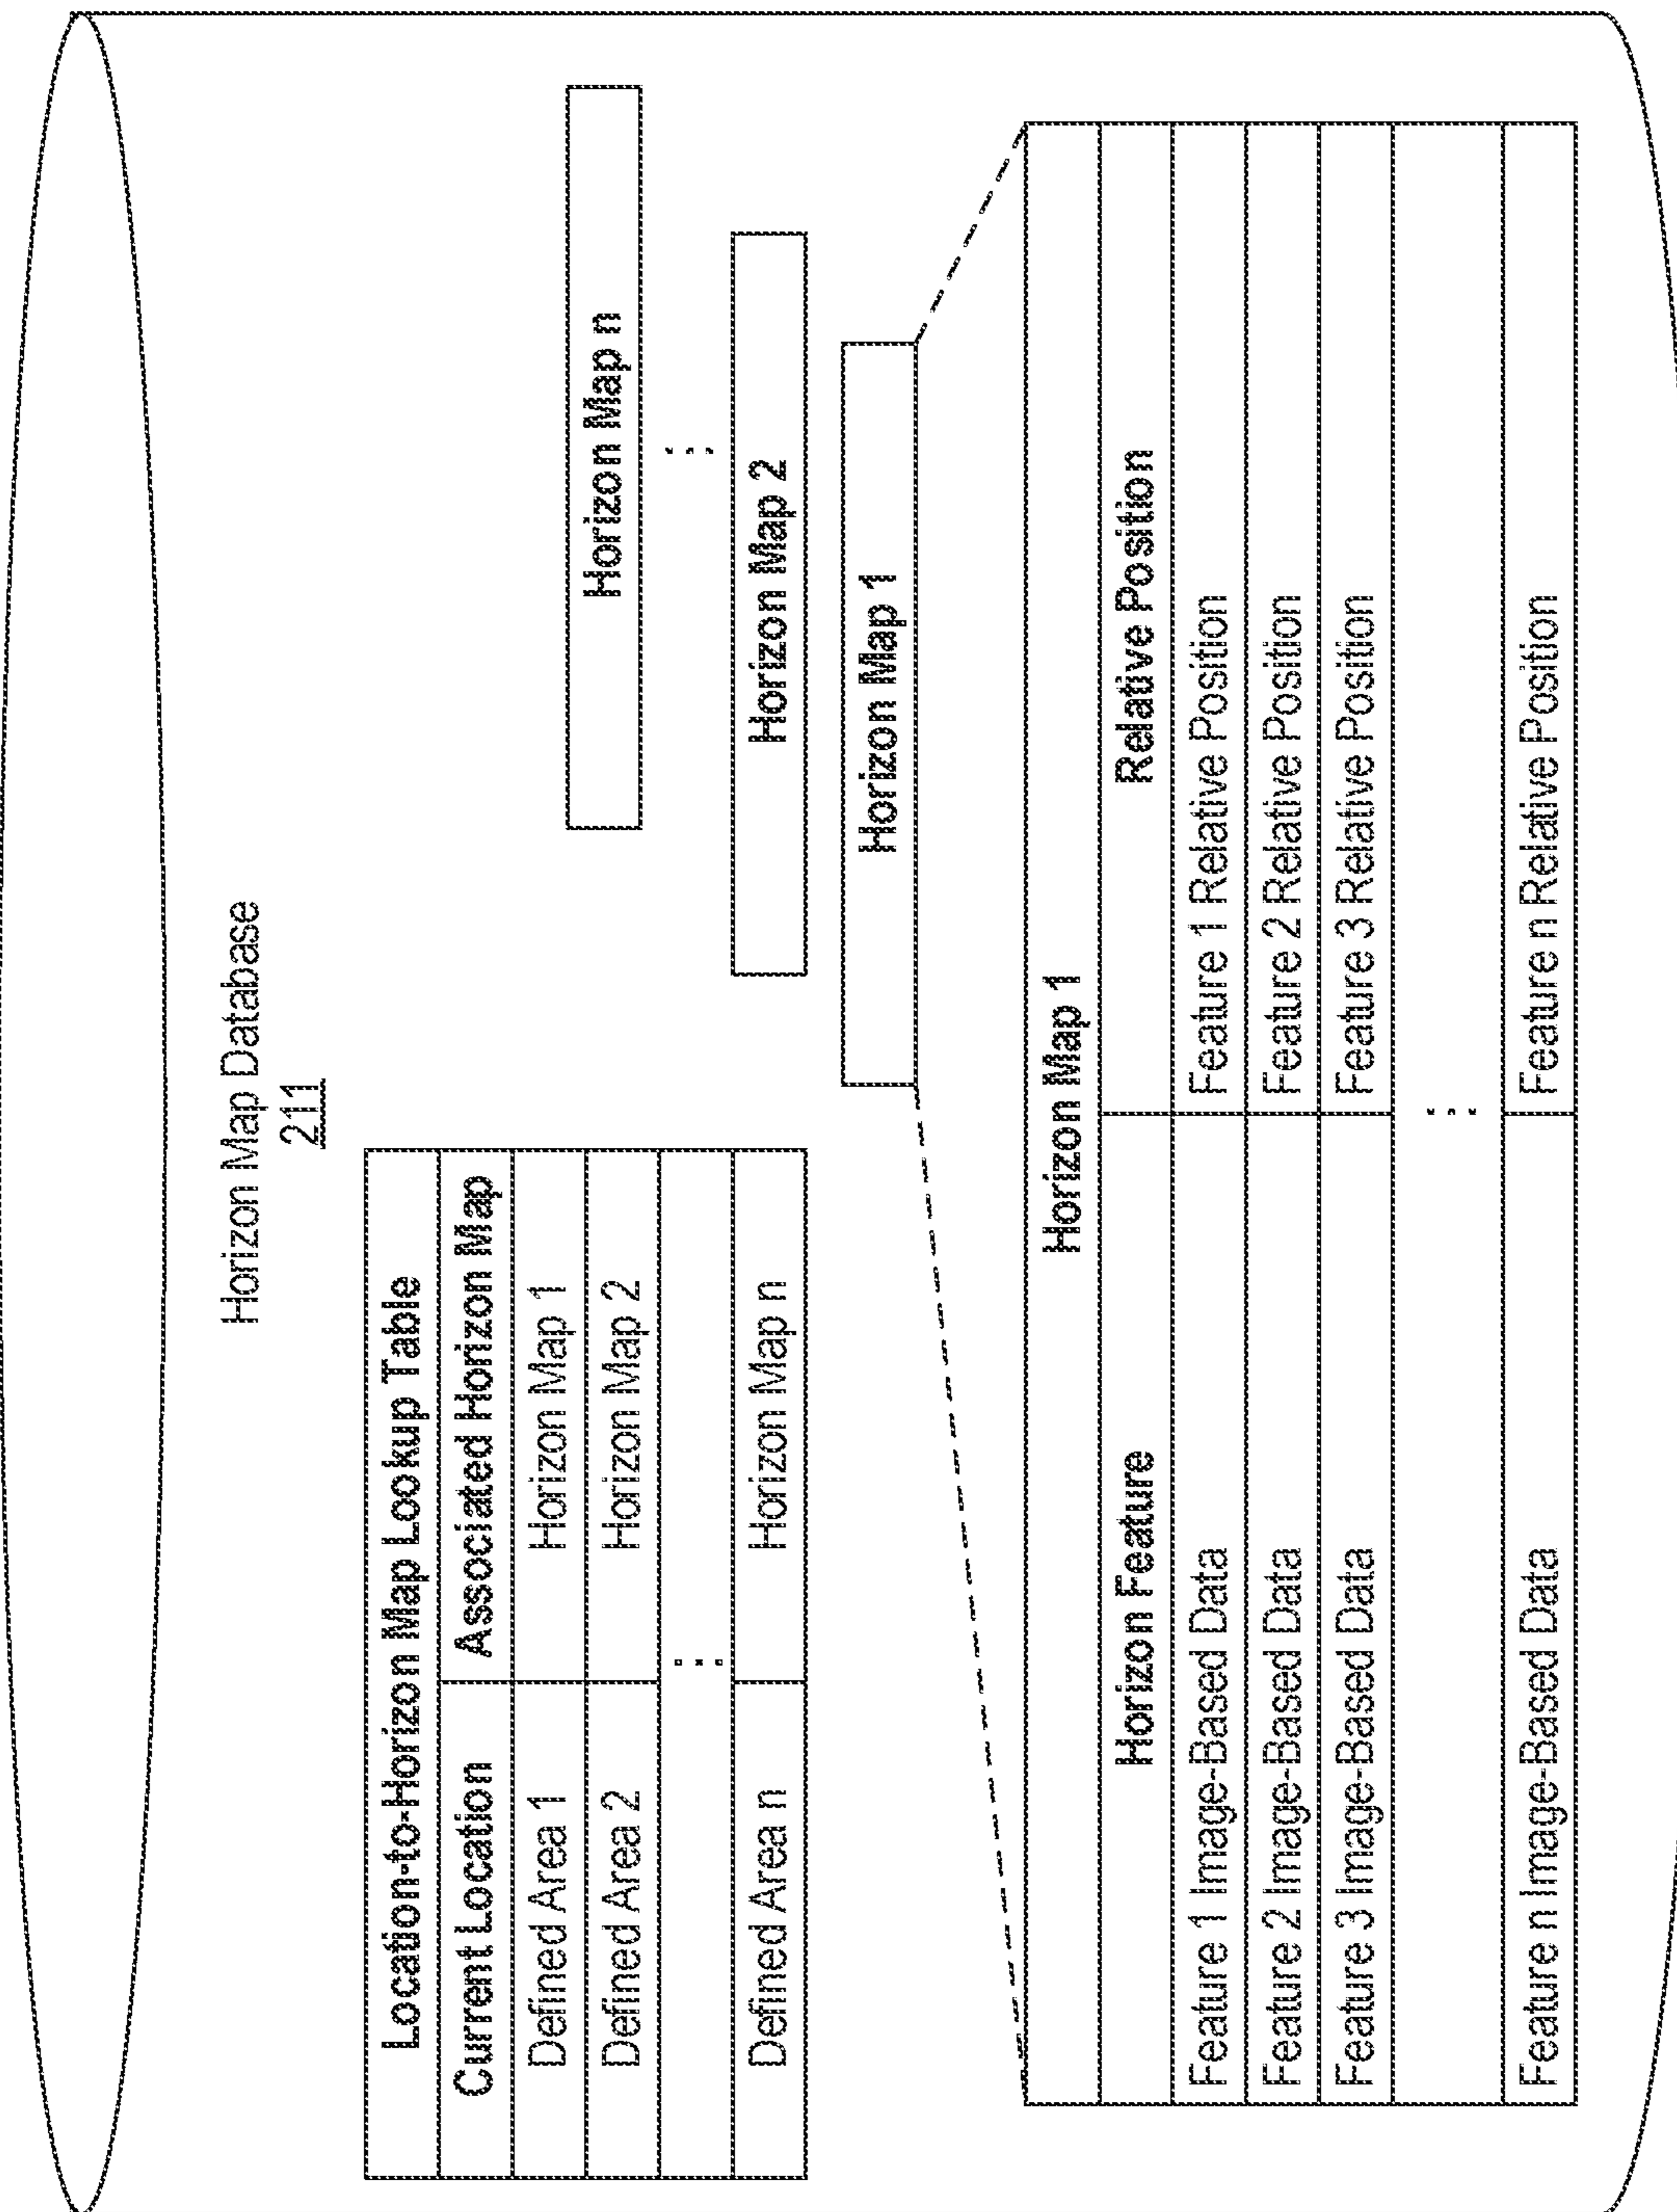 Horizon Map Database
211
Location-to-Horizon Map Lookup Table
Current Location Associated Horizon Map
Defined Area 1 Horizon Map 1
Defined Area 2 Horizon Map 2
⋮
Defined Area n Horizon Map n
Horizon Map n
⋮
Horizon Map 2
Horizon Map 1
Horizon Map 1
Horizon Feature Relative Position
Feature 1 Image-Based Data Feature 1 Relative Position
Feature 2 Image-Based Data Feature 2 Relative Position
Feature 3 Image-Based Data Feature 3 Relative Position
⋮
Feature n Image-Based Data Feature n Relative Position